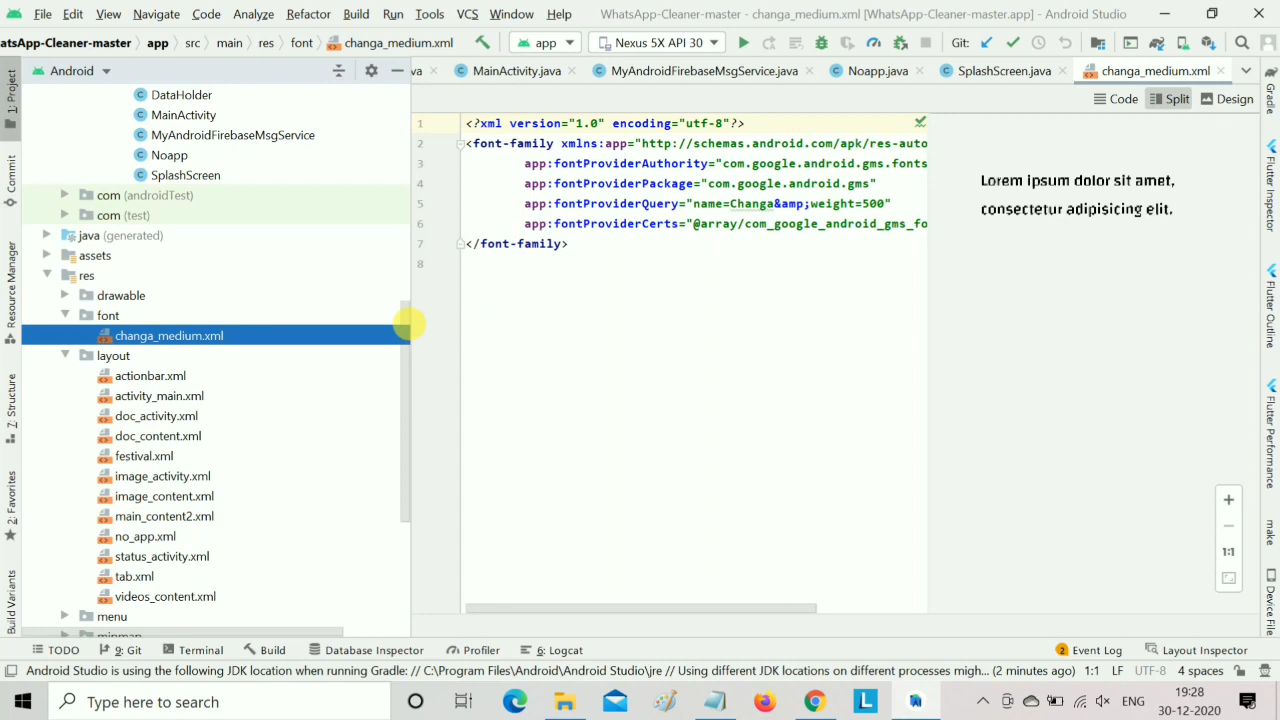 File Edit View Navigate Code Analyze Refactor Build Run Tools VCS Window Help WhatsApp-Cleaner-master - changa_medium.xml [WhatsApp-Cleaner-master.app] - Android Studio
atsApp-Cleaner-master app src main res font changa_medium.xml app Nexus 5X API 30 Git:
Android va MainActivity.java MyAndroidFirebaseMsgService.java Noapp.java SplashScreen.java changa_medium.xml
Code Split Design
1: Project
Commit
Resource Manager
Z: Structure
2: Favorites
Build Variants
DataHolder
MainActivity
MyAndroidFirebaseMsgService
Noapp
SplashScreen
com (androidTest)
com (test)
java (generated)
assets
res
drawable
font
changa_medium.xml
layout
actionbar.xml
activity_main.xml
doc_activity.xml
doc_content.xml
festival.xml
image_activity.xml
image_content.xml
main_content2.xml
no_app.xml
status_activity.xml
tab.xml
videos_content.xml
menu
mipmap
1 <?xml version="1.0" encoding="utf-8"?>
2 <font-family xmlns:app="http://schemas.android.com/apk/res-auto
3 app:fontProviderAuthority="com.google.android.gms.fonts
4 app:fontProviderPackage="com.google.android.gms"
5 app:fontProviderQuery="name=Changa&amp;weight=500"
6 app:fontProviderCerts="@array/com_google_android_gms_fo
7 </font-family>
8
Lorem ipsum dolor sit amet,
consectetur adipisicing elit.
1:1
Gradle
Flutter Inspector
Flutter Outline
Flutter Performance
make
Device File
TODO 9: Git Terminal Build Database Inspector Profiler 6: Logcat 2 Event Log Layout Inspector
Android Studio is using the following JDK location when running Gradle: // C:\Program Files\Android\Android Studio\jre // Using different JDK locations on different processes migh... (2 minutes ago) 1:1 LF UTF-8 4 spaces
Type here to search L ENG 19:28
30-12-2020